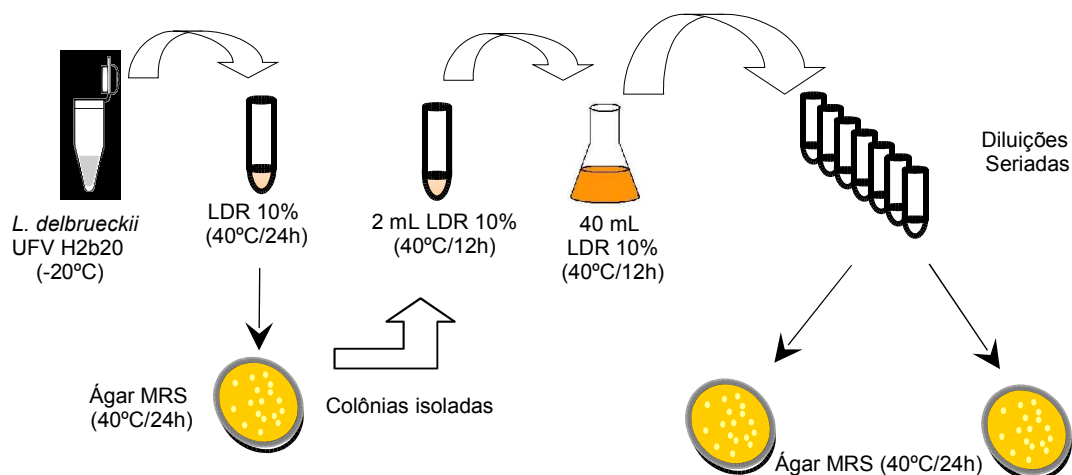 L. delbrueckii
UFV H2b20
(-20ºC)
LDR 10%
(40ºC/24h)
2 mL LDR 10%
(40ºC/12h)
40 mL
LDR 10%
(40ºC/12h)
Diluições
Seriadas
Ágar MRS
(40ºC/24h)
Colônias isoladas
Ágar MRS (40ºC/24h)